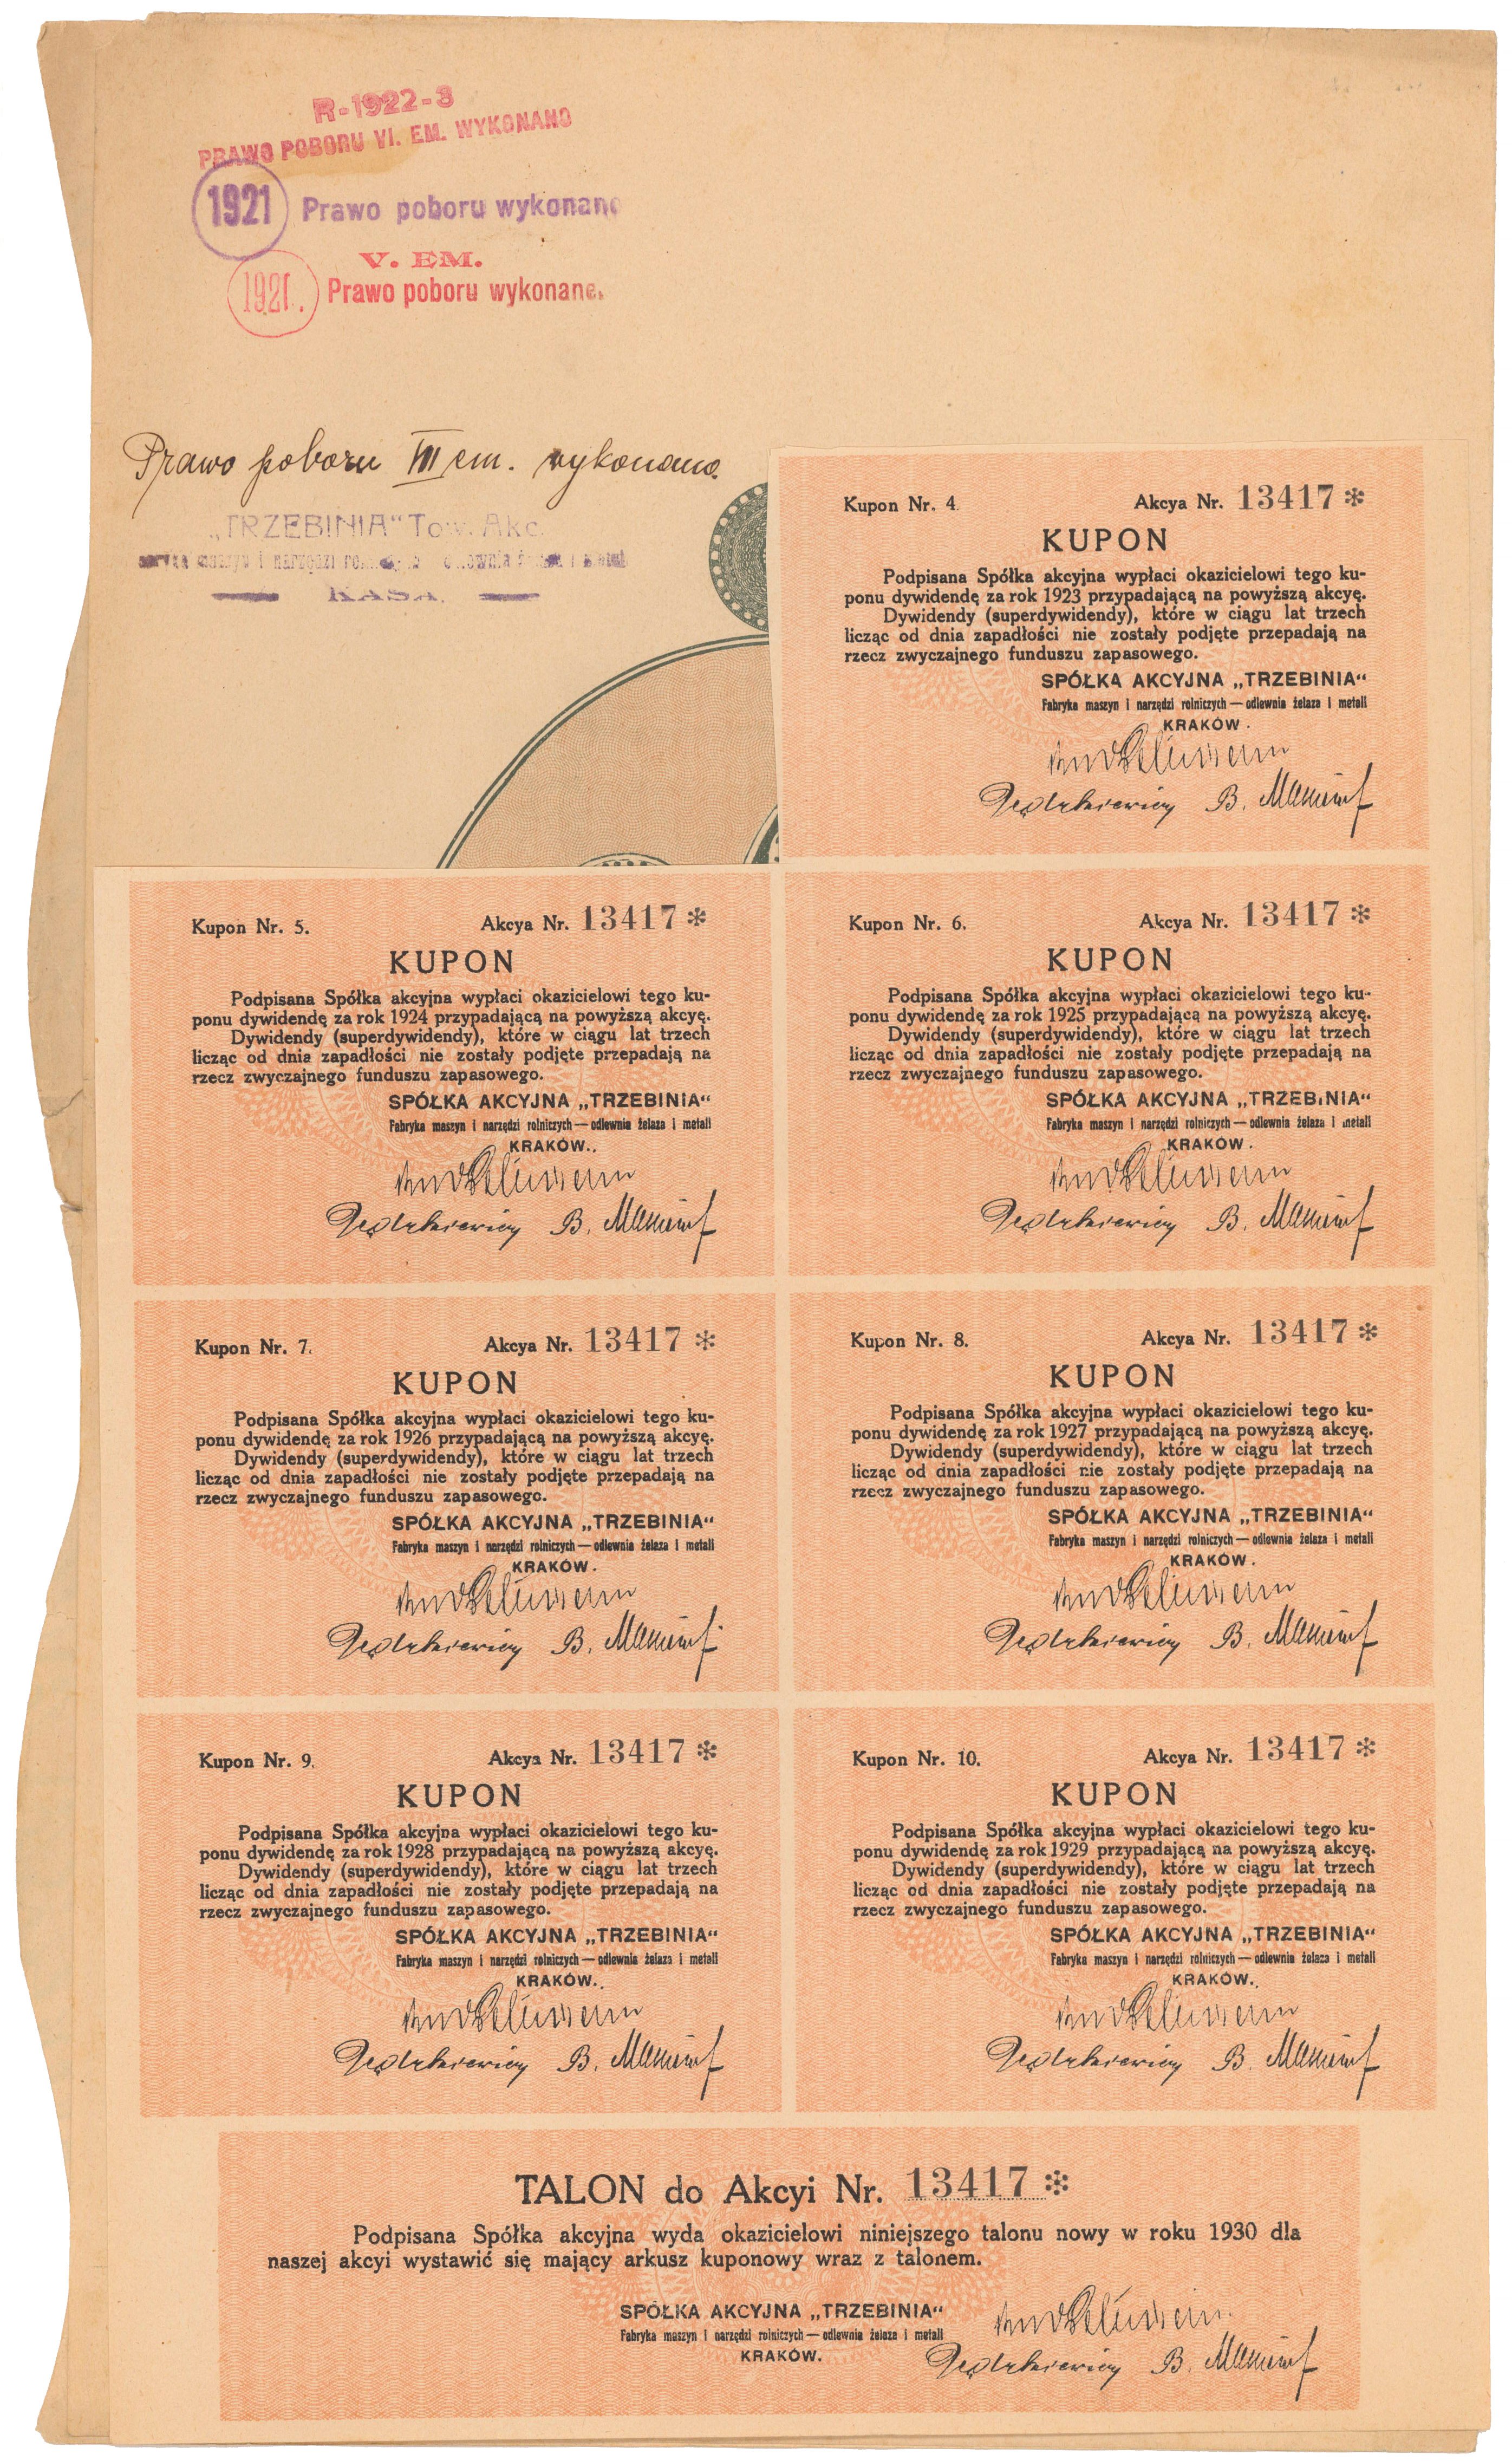 R-1922-3
PRAWO POBORU VI. EM. WYKONANO
1921 Prawo poboru wykonano
V. EM.
1921. Prawo poboru wykonane.
Prawo poboru VII em. wykonano.
„TRZEBINIA“ Tow. Akc.
maszyn i narzędzi
KASA.
Kupon Nr. 4 Akcya Nr. 13417 *
KUPON
Podpisana Spółka akcyjna wypłaci okazicielowi tego ku-
ponu dywidendę za rok 1923 przypadającą na powyższą akcyę.
Dywidendy (superdywidendy), które w ciągu lat trzech
licząc od dnia zapadłości nie zostały podjęte przepadają na
rzecz zwyczajnego funduszu zapasowego.
SPÓŁKA AKCYJNA „TRZEBINIA“
Fabryka maszyn i narzędzi rolniczych — odlewnia żelaza i metali
KRAKÓW.
B.
Kupon Nr. 5. Akcya Nr. 13417 *
KUPON
Podpisana Spółka akcyjna wypłaci okazicielowi tego ku-
ponu dywidendę za rok 1924 przypadającą na powyższą akcyę.
Dywidendy (superdywidendy), które w ciągu lat trzech
licząc od dnia zapadłości nie zostały podjęte przepadają na
rzecz zwyczajnego funduszu zapasowego.
SPÓŁKA AKCYJNA „TRZEBINIA“
Fabryka maszyn i narzędzi rolniczych — odlewnia żelaza i metali
KRAKÓW.
B.
Kupon Nr. 6. Akcya Nr. 13417 *
KUPON
Podpisana Spółka akcyjna wypłaci okazicielowi tego ku-
ponu dywidendę za rok 1925 przypadającą na powyższą akcyę.
Dywidendy (superdywidendy), które w ciągu lat trzech
licząc od dnia zapadłości nie zostały podjęte przepadają na
rzecz zwyczajnego funduszu zapasowego.
SPÓŁKA AKCYJNA „TRZEBINIA“
Fabryka maszyn i narzędzi rolniczych — odlewnia żelaza i metali
KRAKÓW.
B.
Kupon Nr. 7. Akcya Nr. 13417 *
KUPON
Podpisana Spółka akcyjna wypłaci okazicielowi tego ku-
ponu dywidendę za rok 1926 przypadającą na powyższą akcyę.
Dywidendy (superdywidendy), które w ciągu lat trzech
licząc od dnia zapadłości nie zostały podjęte przepadają na
rzecz zwyczajnego funduszu zapasowego.
SPÓŁKA AKCYJNA „TRZEBINIA“
Fabryka maszyn i narzędzi rolniczych — odlewnia żelaza i metali
KRAKÓW.
B.
Kupon Nr. 8. Akcya Nr. 13417 *
KUPON
Podpisana Spółka akcyjna wypłaci okazicielowi tego ku-
ponu dywidendę za rok 1927 przypadającą na powyższą akcyę.
Dywidendy (superdywidendy), które w ciągu lat trzech
licząc od dnia zapadłości nie zostały podjęte przepadają na
rzecz zwyczajnego funduszu zapasowego.
SPÓŁKA AKCYJNA „TRZEBINIA“
Fabryka maszyn i narzędzi rolniczych — odlewnia żelaza i metali
KRAKÓW.
B.
Kupon Nr. 9. Akcya Nr. 13417 *
KUPON
Podpisana Spółka akcyjna wypłaci okazicielowi tego ku-
ponu dywidendę za rok 1928 przypadającą na powyższą akcyę.
Dywidendy (superdywidendy), które w ciągu lat trzech
licząc od dnia zapadłości nie zostały podjęte przepadają na
rzecz zwyczajnego funduszu zapasowego.
SPÓŁKA AKCYJNA „TRZEBINIA“
Fabryka maszyn i narzędzi rolniczych — odlewnia żelaza i metali
KRAKÓW.
B.
Kupon Nr. 10. Akcya Nr. 13417 *
KUPON
Podpisana Spółka akcyjna wypłaci okazicielowi tego ku-
ponu dywidendę za rok 1929 przypadającą na powyższą akcyę.
Dywidendy (superdywidendy), które w ciągu lat trzech
licząc od dnia zapadłości nie zostały podjęte przepadają na
rzecz zwyczajnego funduszu zapasowego.
SPÓŁKA AKCYJNA „TRZEBINIA“
Fabryka maszyn i narzędzi rolniczych — odlewnia żelaza i metali
KRAKÓW.
B.
TALON do Akcyi Nr. 13417 *
Podpisana Spółka akcyjna wyda okazicielowi niniejszego talonu nowy w roku 1930 dla
naszej akcyi wystawić się mający arkusz kuponowy wraz z talonem.
SPÓŁKA AKCYJNA „TRZEBINIA“
Fabryka maszyn i narzędzi rolniczych — odlewnia żelaza i metali
KRAKÓW.
B.